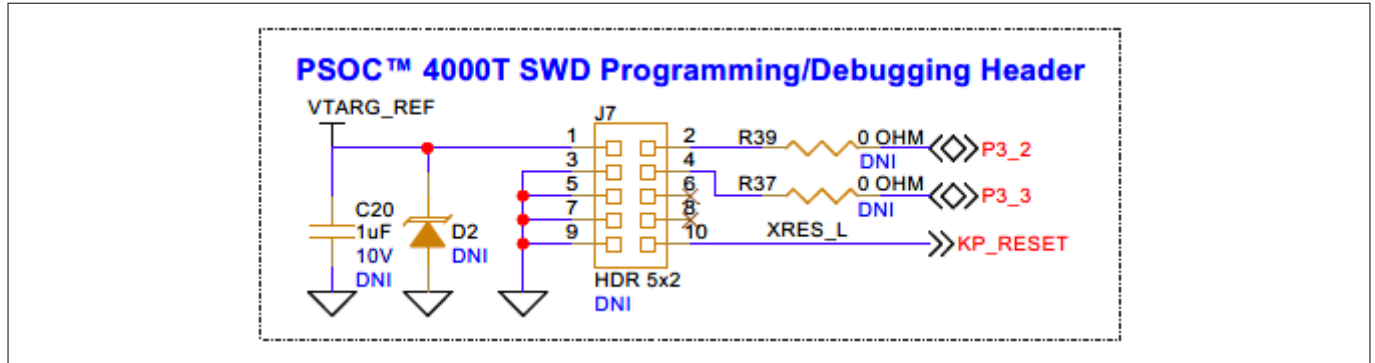 PSOC™ 4000T SWD Programming/Debugging Header
VTARG_REF
J7
1 2 R39 0 OHM P3_2
DNI
3 4
5 6 R37 0 OHM P3_3
DNI
7 8
9 10 XRES_L KP_RESET
C20
1uF
10V
DNI
D2
DNI
HDR 5x2
DNI